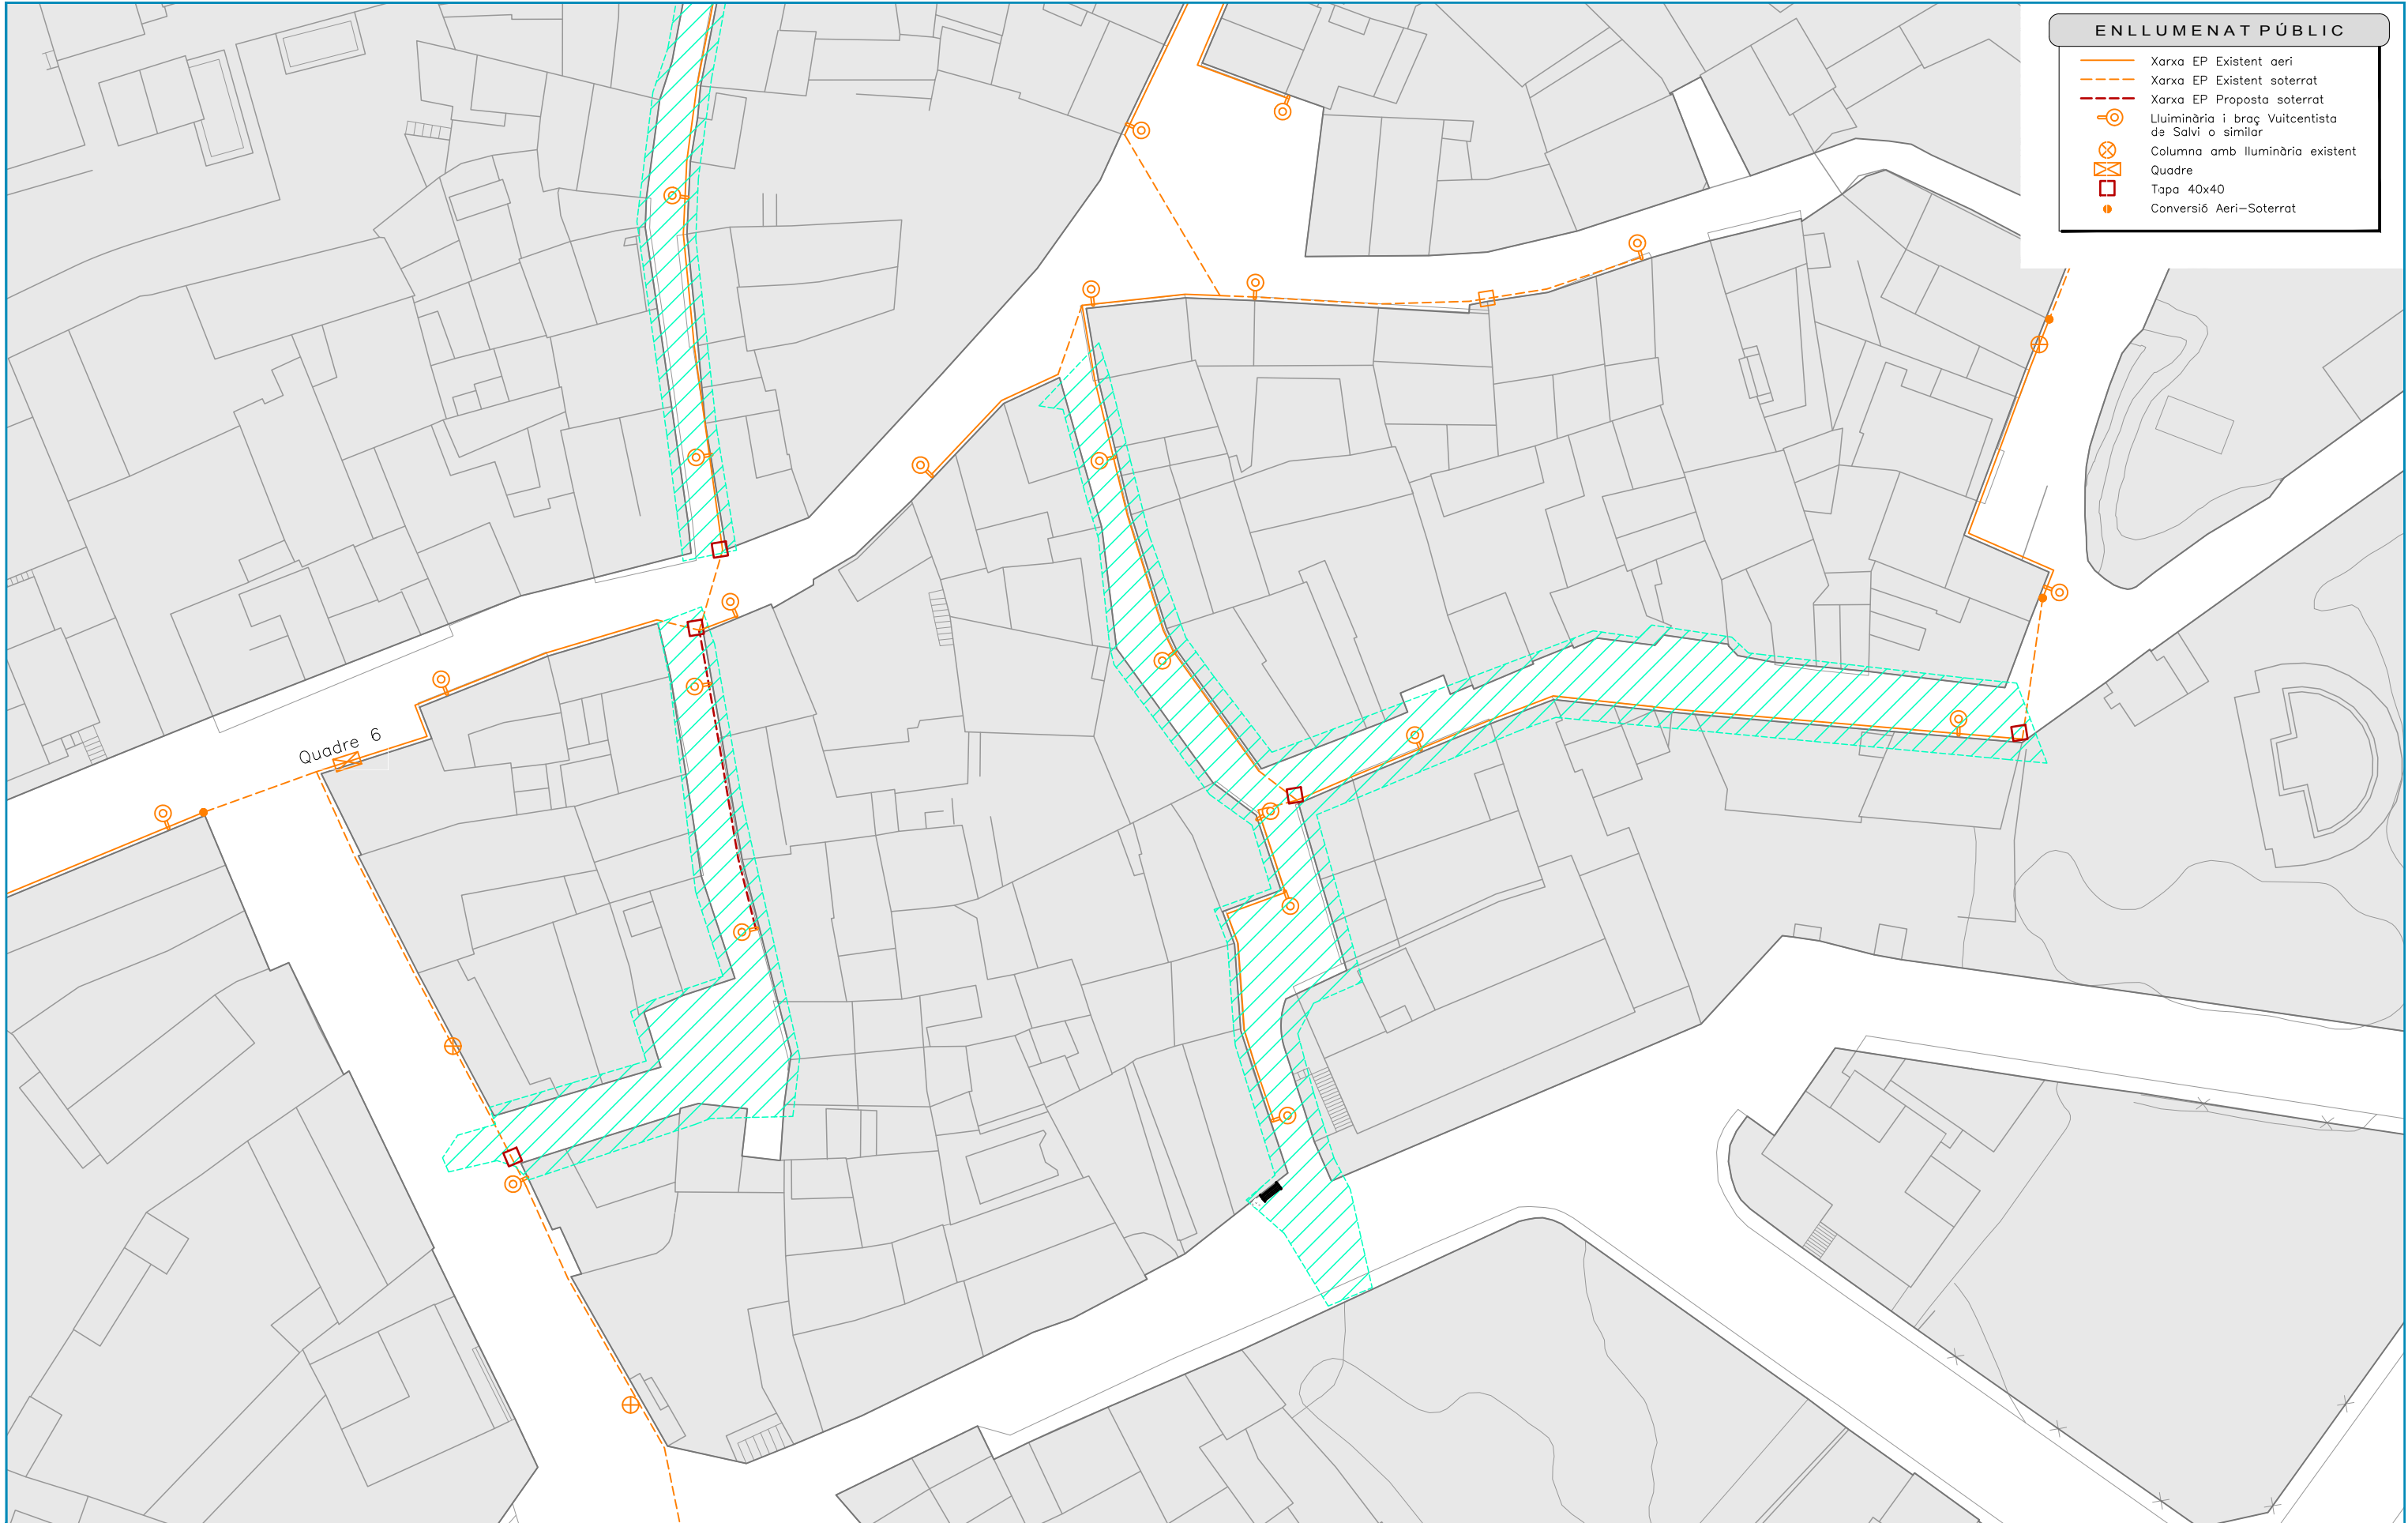 ENLLUMENAT PÚBLIC
Xarxa EP Existent aeri
Xarxa EP Existent soterrat
Xarxa EP Proposta soterrat
Lluiminària i braç Vuitcentista
de Salvi o similar
Columna amb lluminària existent
Quadre
Tapa 40x40
Conversió Aeri-Soterrat
Quadre 6